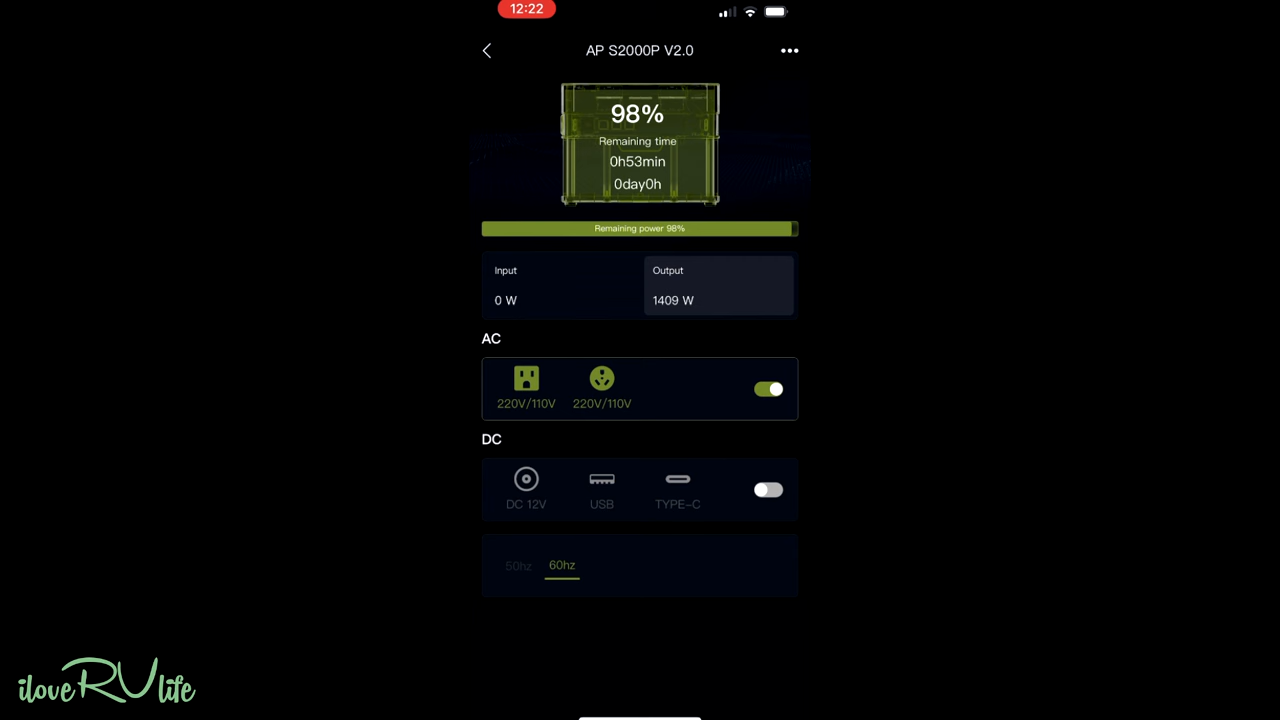 12:22
AP S2000P V2.0
98%
Remaining time
0h53min
0day0h
Remaining power 98%
Input
Output
0 W
1409 W
AC
220V/110V
220V/110V
DC
DC 12V
USB
TYPE-C
50hz
60hz
iloveRVlife